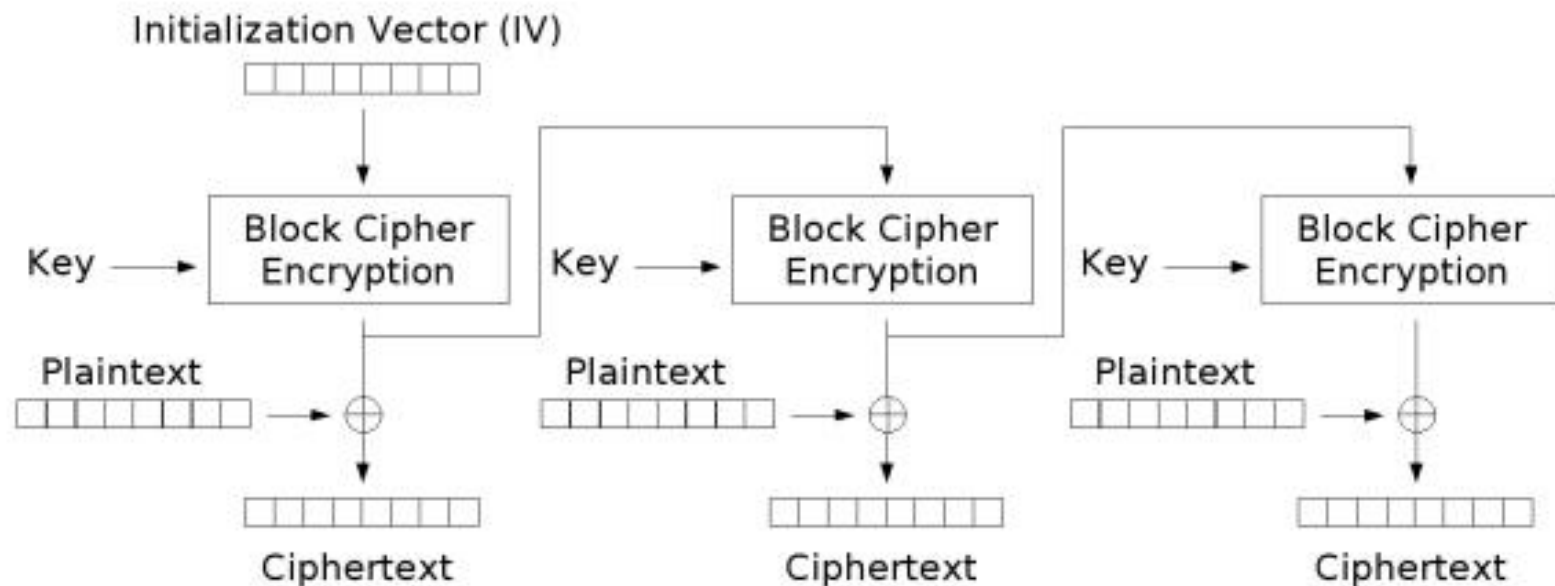 Initialization Vector (IV)
Block Cipher
Encryption
Block Cipher
Encryption
Block Cipher
Encryption
Key
Key
Key
Plaintext
Plaintext
Plaintext
Ciphertext
Ciphertext
Ciphertext